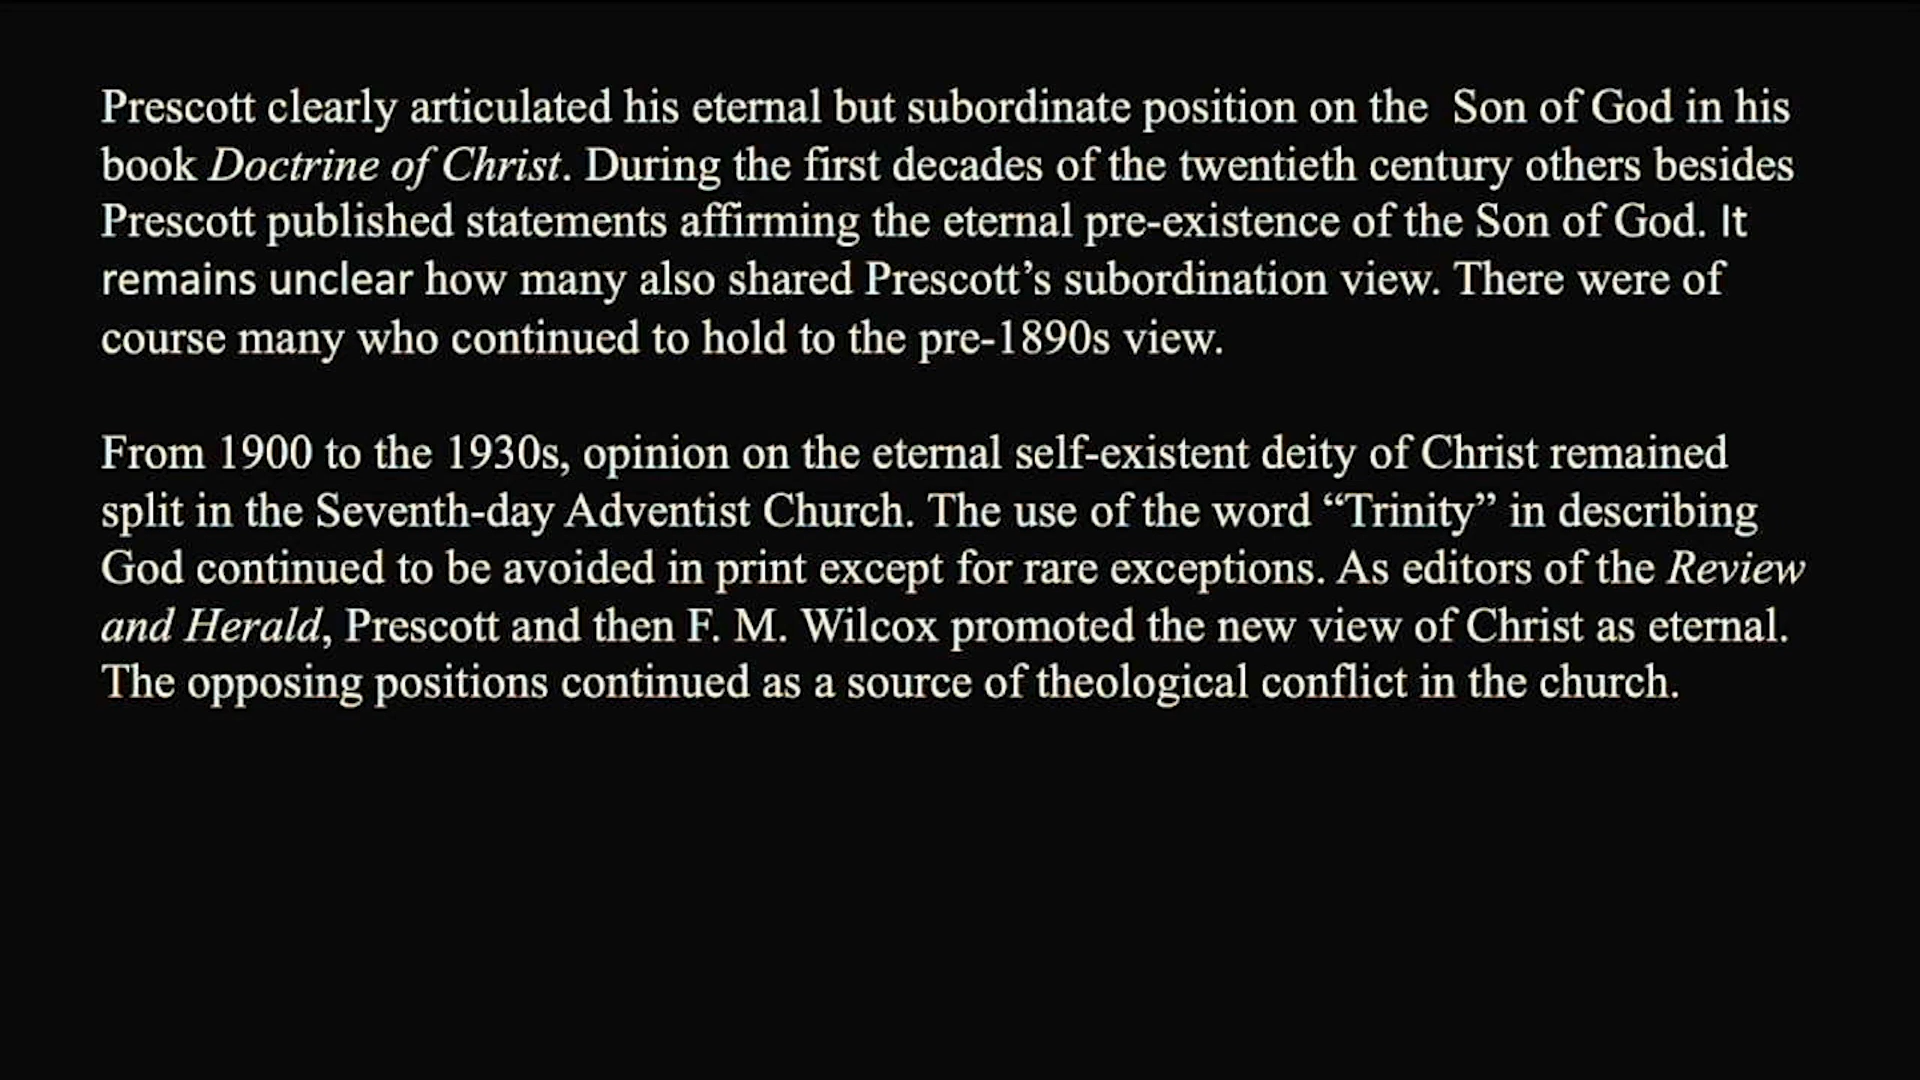 Prescott clearly articulated his eternal but subordinate position on the  Son of God in his
book Doctrine of Christ. During the first decades of the twentieth century others besides
Prescott published statements affirming the eternal pre-existence of the Son of God. It
remains unclear how many also shared Prescott’s subordination view. There were of
course many who continued to hold to the pre-1890s view.
From 1900 to the 1930s, opinion on the eternal self-existent deity of Christ remained
split in the Seventh-day Adventist Church. The use of the word “Trinity” in describing
God continued to be avoided in print except for rare exceptions. As editors of the Review
and Herald, Prescott and then F. M. Wilcox promoted the new view of Christ as eternal.
The opposing positions continued as a source of theological conflict in the church.